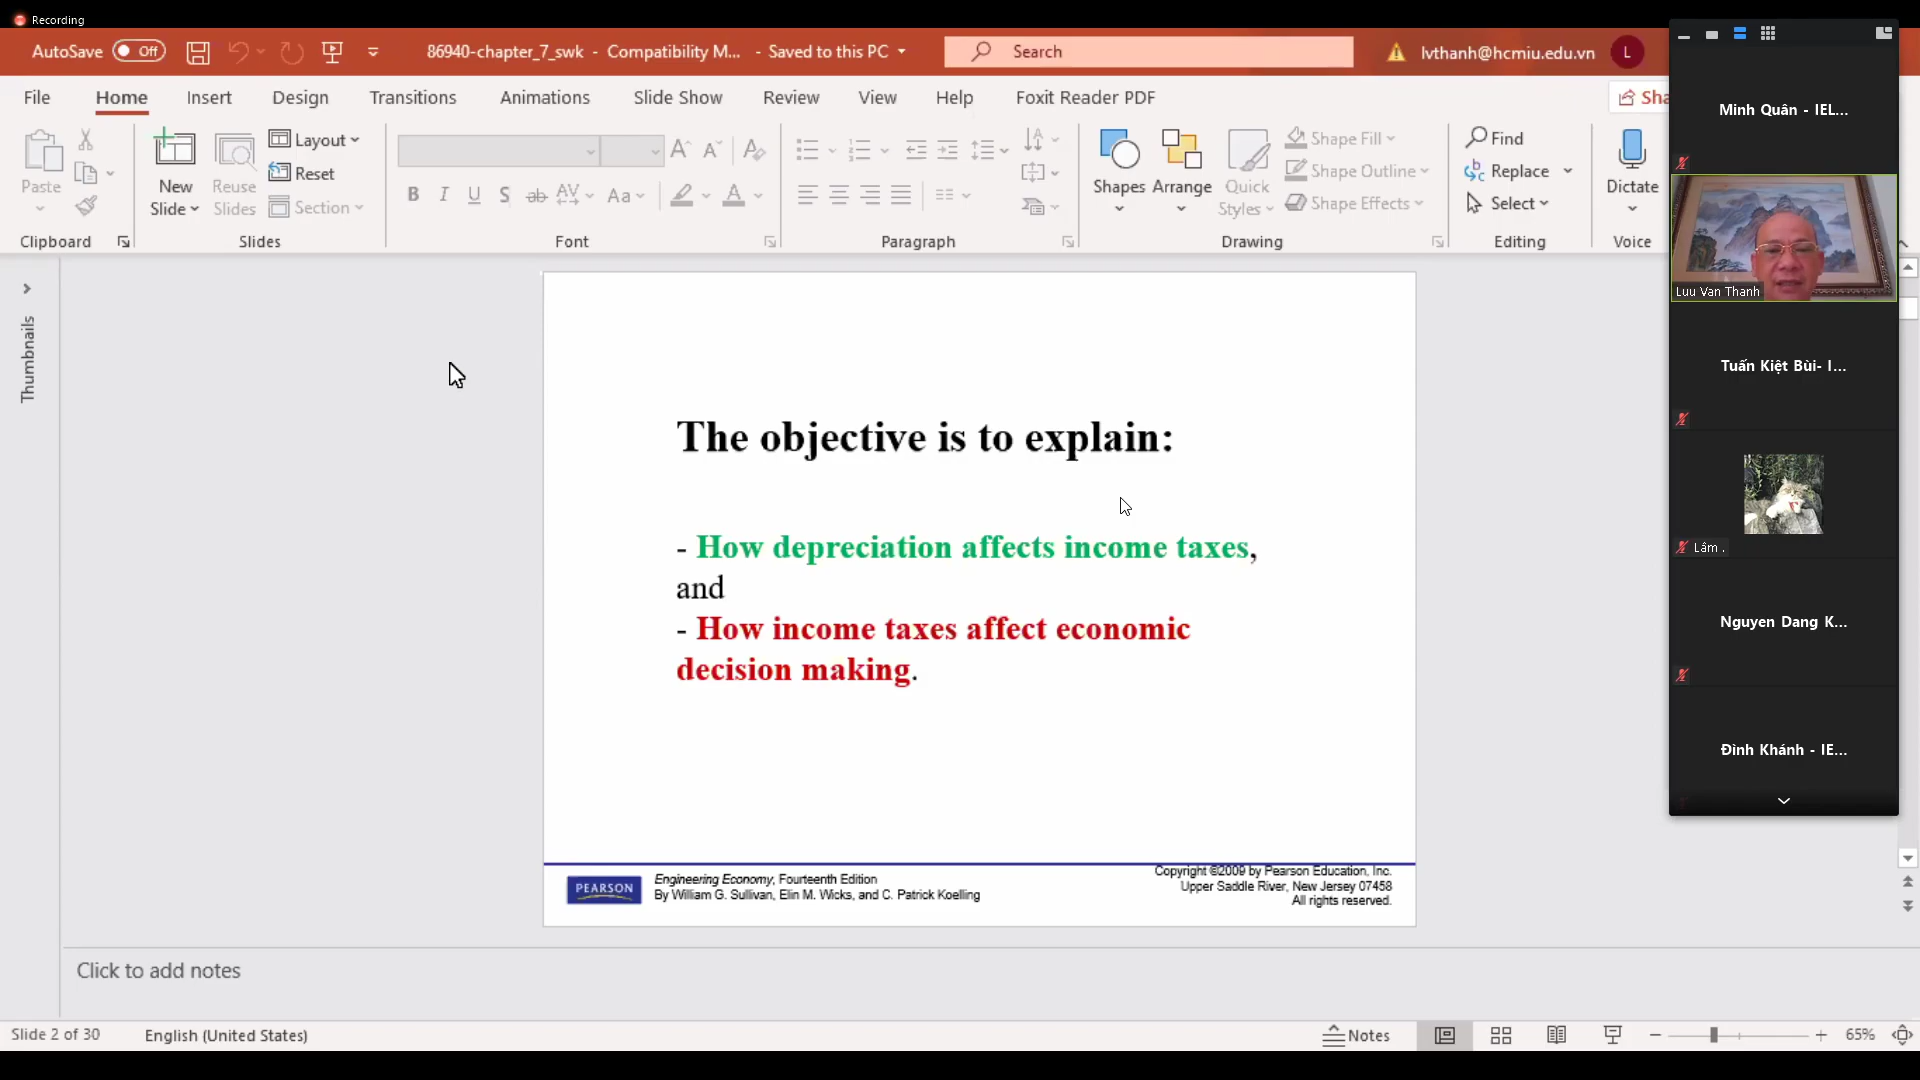 Recording
AutoSave Off 86940-chapter_7_swk - Compatibility M... - Saved to this PC Search lvthanh@hcmiu.edu.vn L
File Home Insert Design Transitions Animations Slide Show Review View Help Foxit Reader PDF Sha
Paste
New Slide
Reuse Slides
Layout
Reset
Section
B I U S ab AV Aa A
Shapes
Arrange
Quick Styles
Shape Fill
Shape Outline
Shape Effects
Find
Replace
Select
Dictate
Clipboard Slides Font Paragraph Drawing Editing Voice
Thumbnails
The objective is to explain:
- How depreciation affects income taxes,
and
- How income taxes affect economic
decision making.
PEARSON
Engineering Economy, Fourteenth Edition
By William G. Sullivan, Elin M. Wicks, and C. Patrick Koelling
Copyright ©2009 by Pearson Education, Inc.
Upper Saddle River, New Jersey 07458
All rights reserved.
Click to add notes
Slide 2 of 30 English (United States) Notes 65%
Minh Quân - IEL...
Luu Van Thanh
Tuấn Kiệt Bùi- I...
Lâm .
Nguyen Dang K...
Đình Khánh - IE...